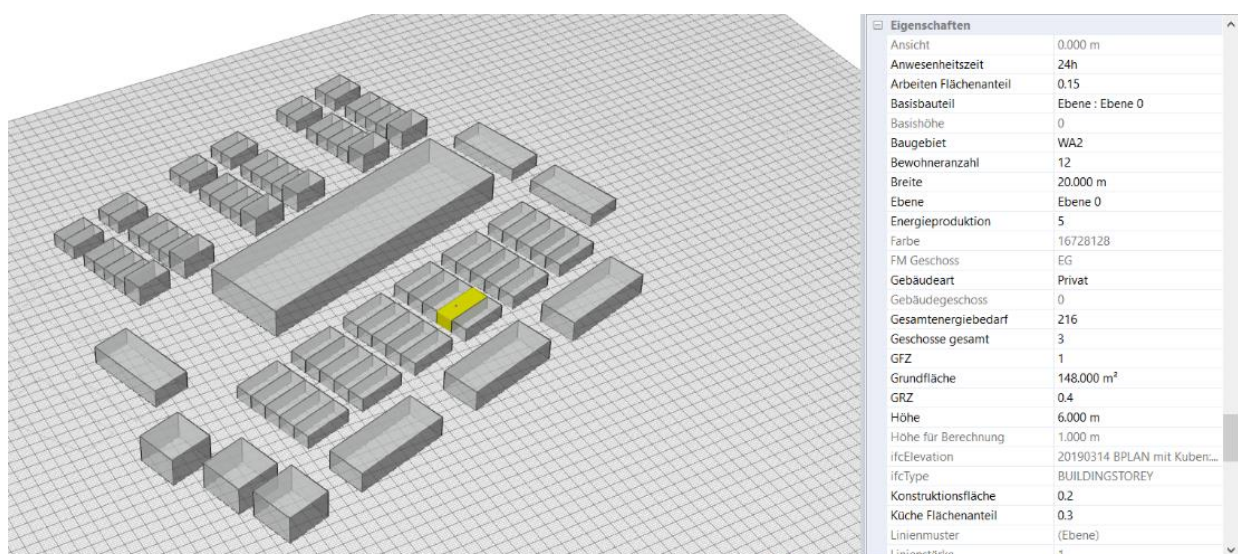 Eigenschaften
Ansicht 0.000 m
Anwesenheitszeit 24h
Arbeiten Flächenanteil 0.15
Basisbauteil Ebene : Ebene 0
Basishöhe 0
Baugebiet WA2
Bewohneranzahl 12
Breite 20.000 m
Ebene Ebene 0
Energieproduktion 5
Farbe 16728128
FM Geschoss EG
Gebäudeart Privat
Gebäudegeschoss 0
Gesamtenergiebedarf 216
Geschosse gesamt 3
GFZ 1
Grundfläche 148.000 m²
GRZ 0.4
Höhe 6.000 m
Höhe für Berechnung 1.000 m
ifcElevation 20190314 BPLAN mit Kuben:...
ifcType BUILDINGSTOREY
Konstruktionsfläche 0.2
Küche Flächenanteil 0.3
Linienmuster (Ebene)
Linienstärke 1